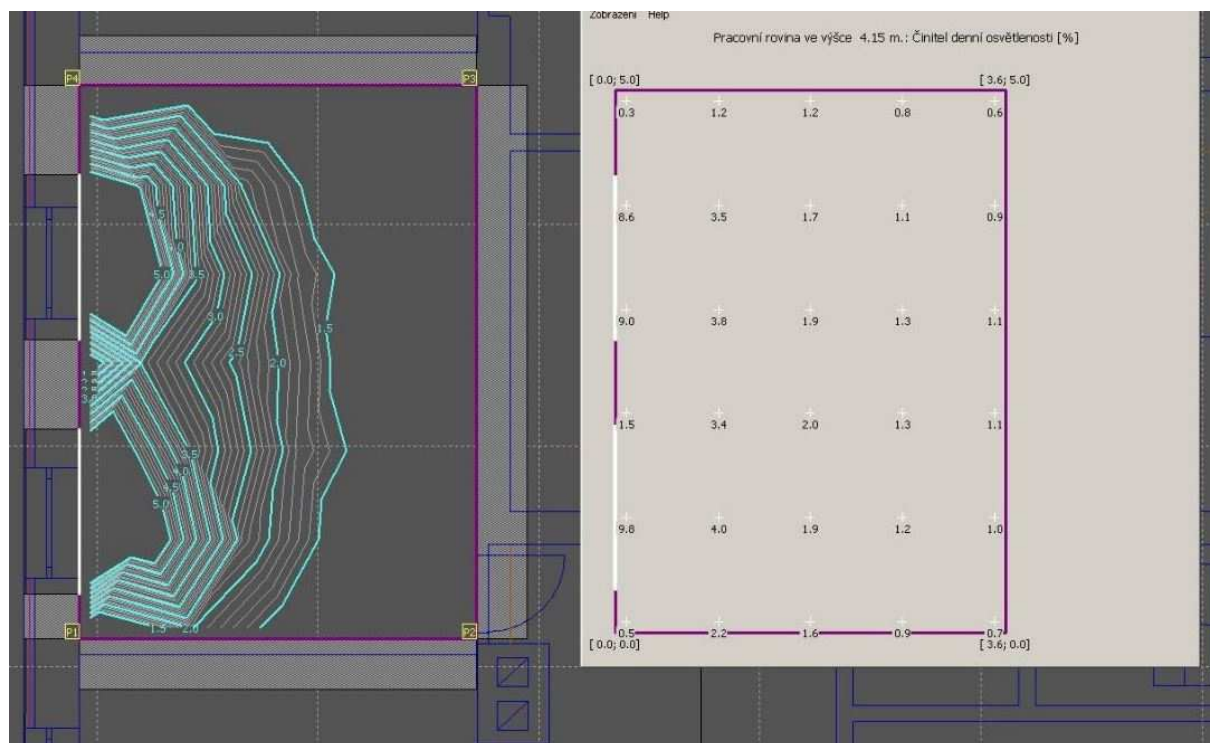 Zobrazení Help
Pracovní rovina ve výšce 4.15 m.: Činitel denní osvětlenosti [%]
[ 0.0; 5.0]
[ 3.6; 5.0]
0.3 1.2 1.2 0.8 0.6
8.6 3.5 1.7 1.1 0.9
9.0 3.8 1.9 1.3 1.1
1.5 3.4 2.0 1.3 1.1
9.8 4.0 1.9 1.2 1.0
0.5 2.2 1.6 0.9 0.7
[ 0.0; 0.0]
[ 3.6; 0.0]
P4
P3
4.5
5.0 3.5
3.0
1.5
2.5
2.0
3.0
3.5
4.0
4.5
5.0
P1
1.5 2.0
P2